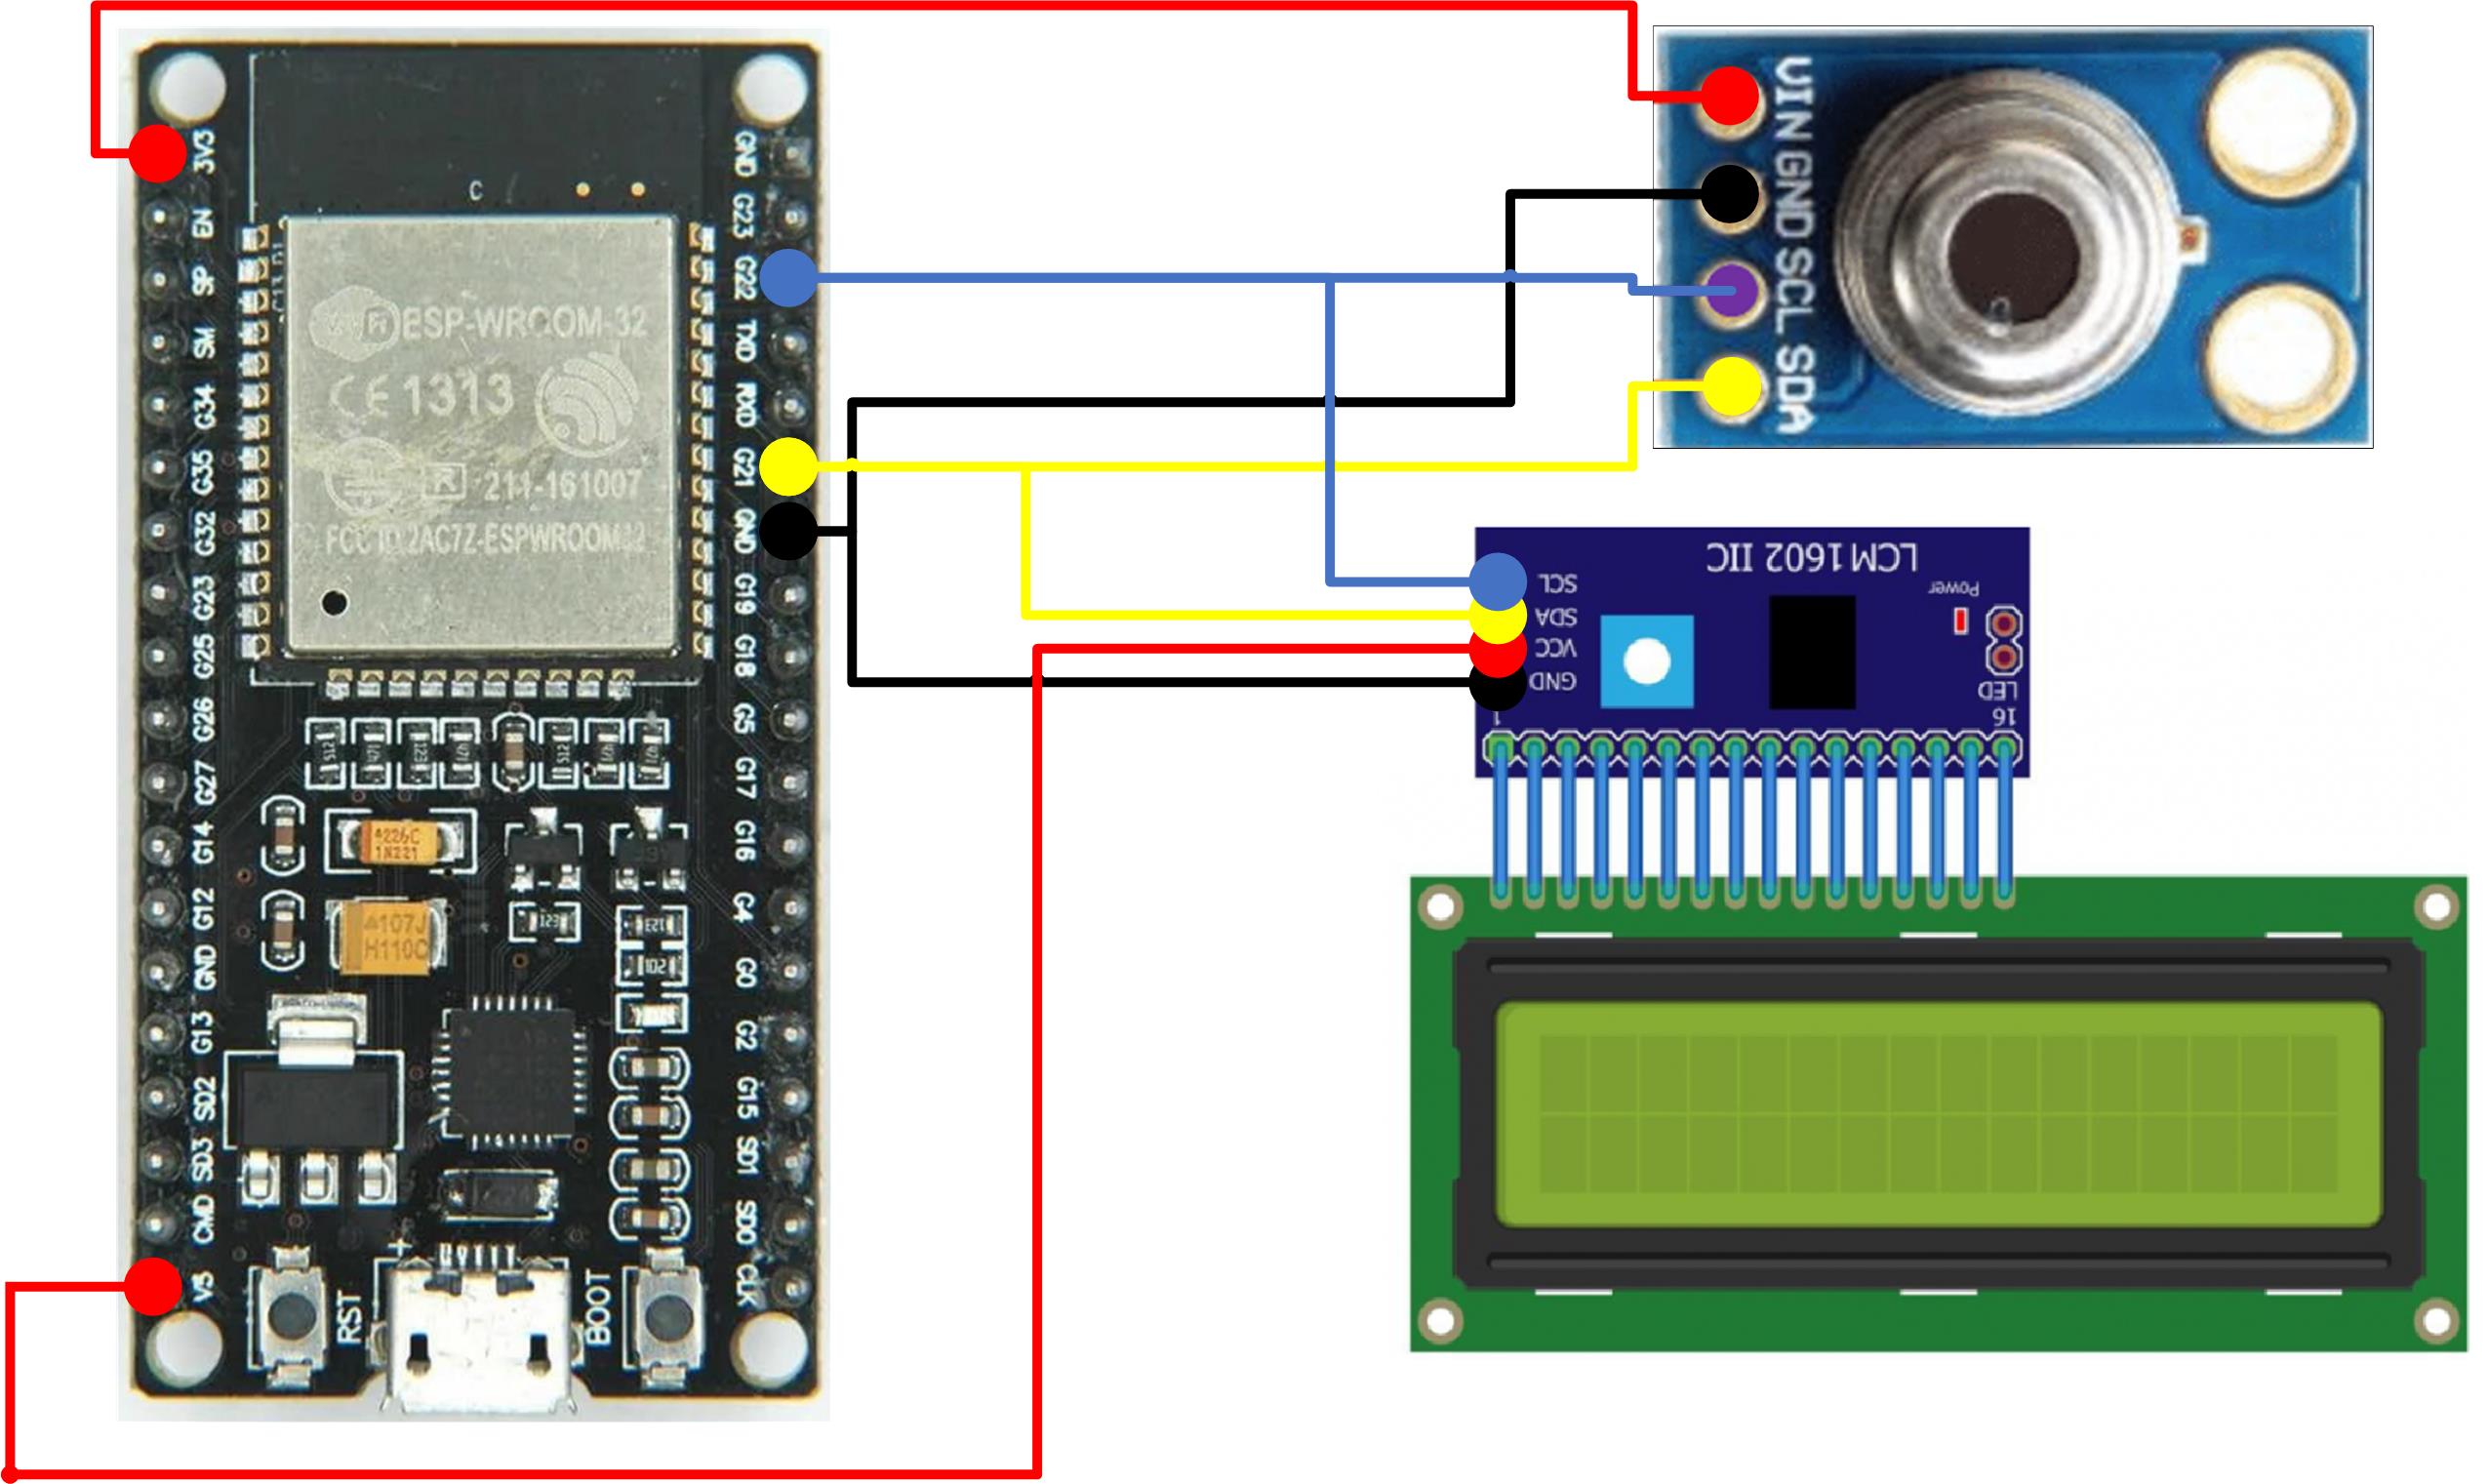 3V3
EN
SP
SM
G34
G35
G32
G23
G25
G26
G27
G14
G12
GND
G13
SD2
SD3
CMD
V5
C
ESP-WROOM-32
CE 1313
R 211-161007
FCC ID 2AC7Z-ESPWROOM32
226C
1N221
107J
H110C
RST
BOOT
GND
G23
G22
TXD
RXD
G21
GND
G19
G18
G5
G17
G16
G4
G0
G2
G15
SD1
SD0
CLK
VIN GND SCL SDA
LCM 1602 IIC
SCL
SDA
VCC
GND
Power
LED
1
16